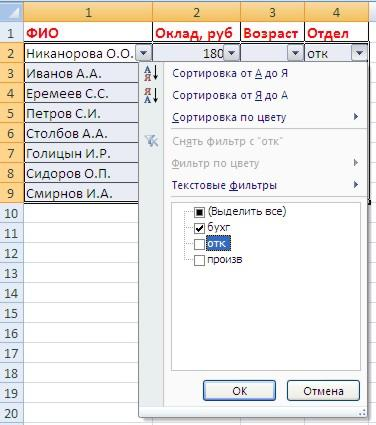 1 2 3 4
1 ФИО Оклад, руб Возраст Отдел
2 Никанорова О.О. 180 отк
3 Иванов А.А.
4 Еремеев С.С.
5 Петров С.И.
6 Столбов А.А.
7 Голицын И.Р.
8 Сидоров О.П.
9 Смирнов И.А.
10
11
12
13
14
15
16
17
18
19
20
Сортировка от А до Я
Сортировка от Я до А
Сортировка по цвету
Снять фильтр с "отк"
Фильтр по цвету
Текстовые фильтры
(Выделить все)
бухг
отк
произв
ОК Отмена